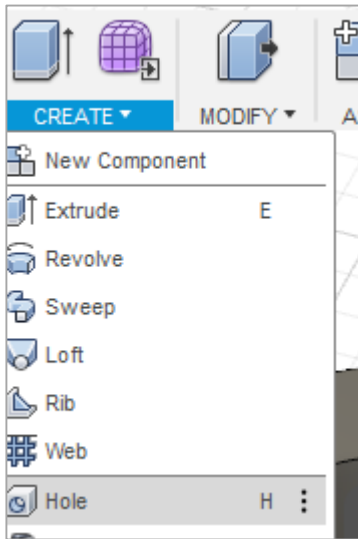 CREATE ▾ MODIFY ▾ A
New Component
Extrude E
Revolve
Sweep
Loft
Rib
Web
Hole H